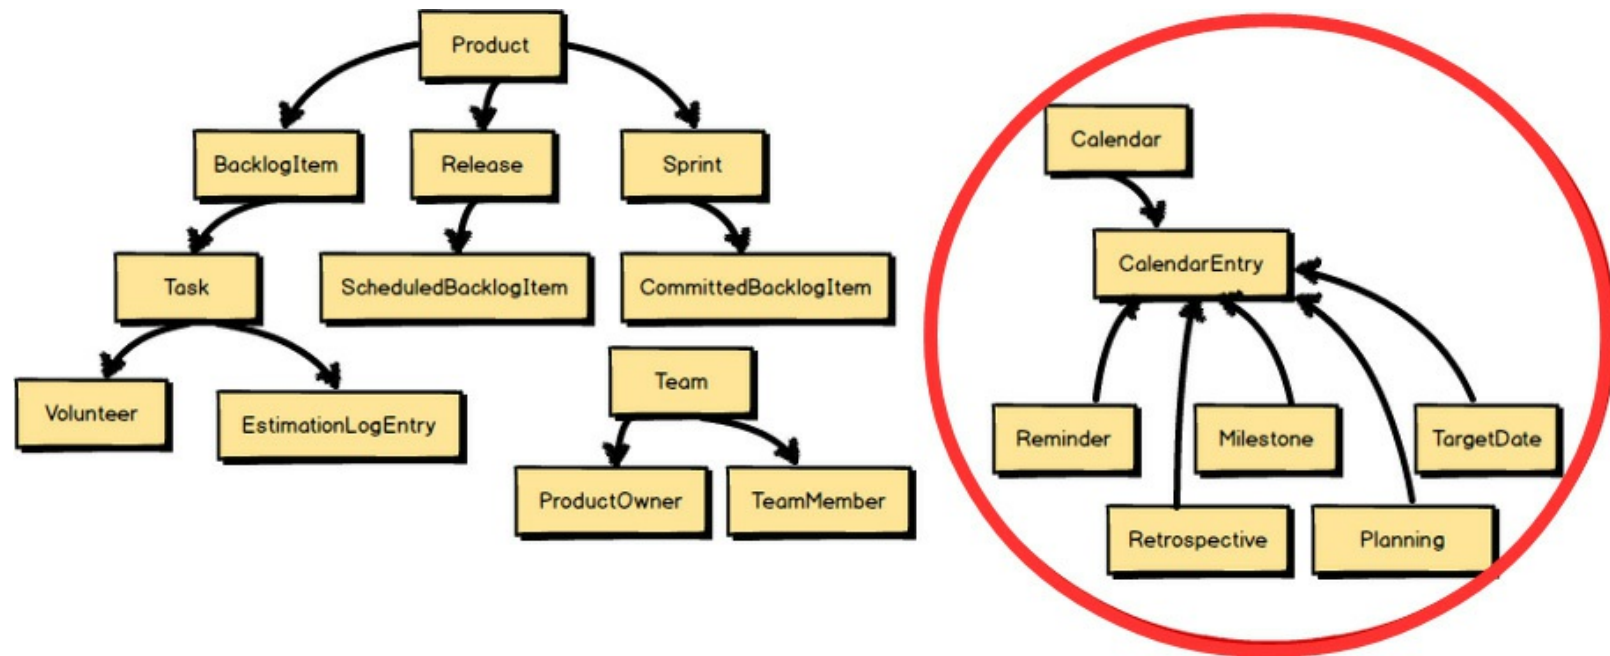 Product
BacklogItem
Release
Sprint
Task
ScheduledBacklogItem
CommittedBacklogItem
Volunteer
EstimationLogEntry
Team
ProductOwner
TeamMember
Calendar
CalendarEntry
Reminder
Milestone
TargetDate
Retrospective
Planning